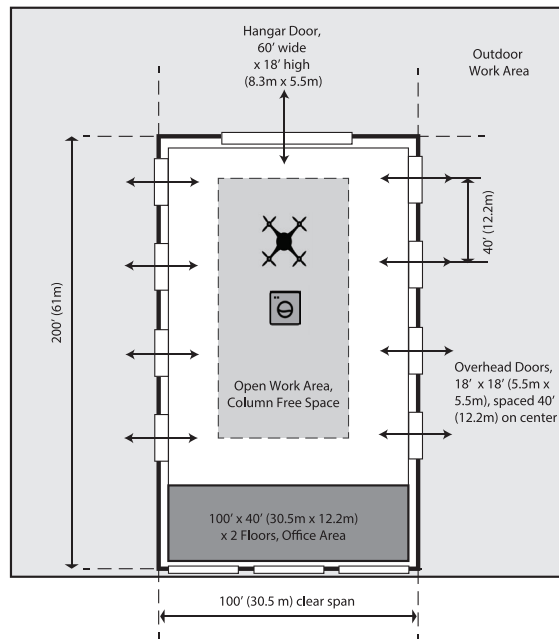 Hangar Door,
60' wide
x 18' high
(8.3m x 5.5m)
Outdoor
Work Area
200' (61m)
40' (12.2m)
Open Work Area,
Column Free Space
Overhead Doors,
18' x 18' (5.5m x
5.5m), spaced 40'
(12.2m) on center
100' x 40' (30.5m x 12.2m)
x 2 Floors, Office Area
100' (30.5 m) clear span